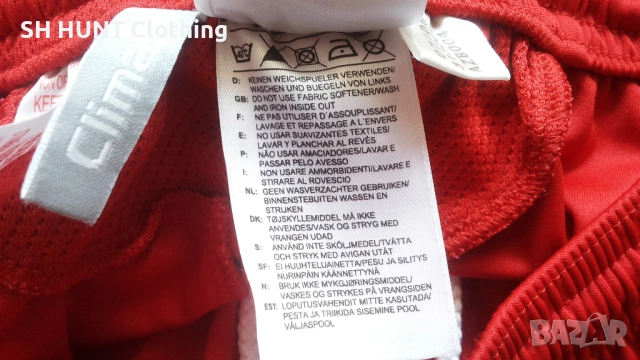 SH HUNT Clothing
clima
KEE
AZB004
D: KEINEN WEICHSPUELER VERWENDEN/
WASCHEN UND BUEGELN VON LINKS
GB: DO NOT USE FABRIC SOFTENER/WASH
AND IRON INSIDE OUT
F: NE PAS UTILISER D´ASSOUPLISSANT/
LAVAGE ET REPASSAGE A L´ENVERS
E: NO USAR SUAVIZANTES TEXTILES/
LAVAR Y PLANCHAR AL REVÉS
P: NÃO USAR AMACIADORES/LAVAR E
PASSAR PELO AVESSO
I: NON USARE AMMORBIDENTI/LAVARE E
STIRARE AL ROVESCIO
NL: GEEN WASVERZACHTER GEBRUIKEN/
BINNENSTEBUITEN WASSEN EN
STRIJKEN
DK: TØJSKYLLEMIDDEL MÅ IKKE
ANVENDES/VASK OG STRYG MED
VRANGEN UDAD
S: ANVÄND INTE SKÖLJMEDEL/TVÄTTA
OCH STRYK MED AVIGAN UTÅT
SF: EI HUUHTELUAINETTA/PESU JA SILITYS
NURINPÄIN KÄÄNNETTYNÄ
N: BRUK IKKE MYKGJØRINGSMIDDEL/
VASKES OG STRYKES PÅ VRANGSIDEN
EST: LOPUTUSVAHENDIT MITTE KASUTADA/
PESTA JA TRIIKIDA SISEMINE POOL
VÄLJASPOOL
BAZAR